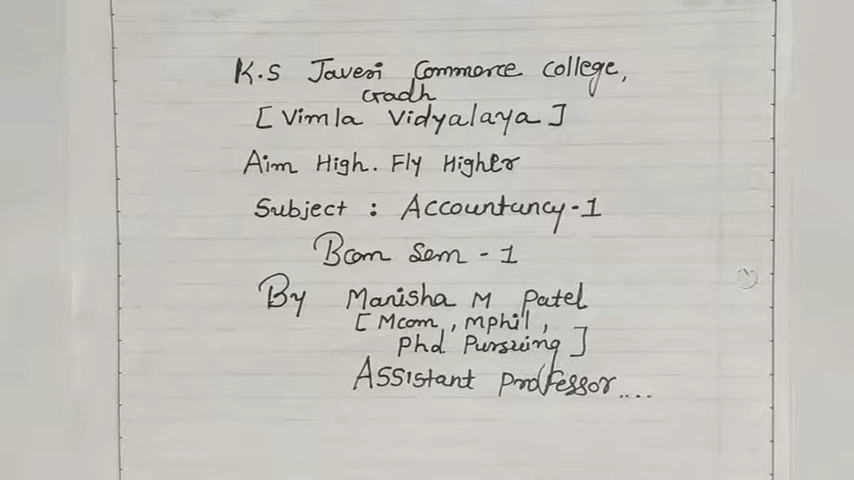 K.S Javeri Commerce college,
Gadh
[Vimla Vidyalaya]
Aim High. Fly Higher
Subject : Accountancy-1
Bcom Sem - 1
By Manisha M Patel
[Mcom, Mphil,
Phd Pursuing]
Assistant professor....